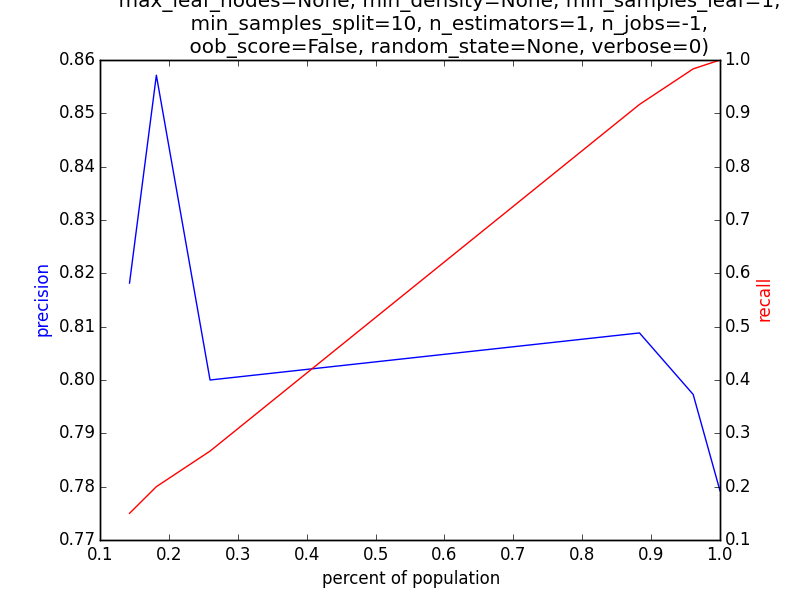 max_leaf_nodes=None, min_density=None, min_samples_leaf=1,
min_samples_split=10, n_estimators=1, n_jobs=-1,
oob_score=False, random_state=None, verbose=0)
0.86
0.85
0.84
0.83
0.82
0.81
0.80
0.79
0.78
0.77
precision
1.0
0.9
0.8
0.7
0.6
0.5
0.4
0.3
0.2
0.1
recall
0.1 0.2 0.3 0.4 0.5 0.6 0.7 0.8 0.9 1.0
percent of population